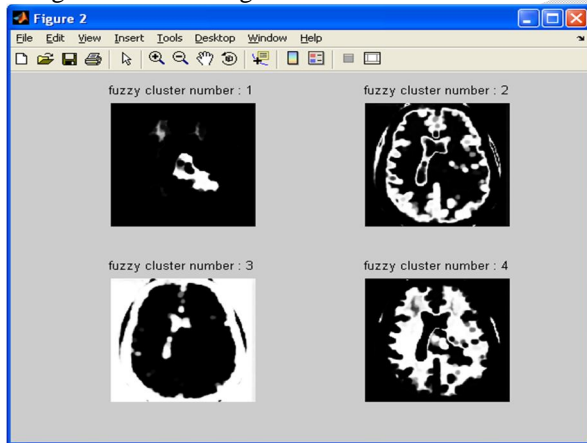 Figure 2
File Edit View Insert Tools Desktop Window Help
fuzzy cluster number : 1
fuzzy cluster number : 2
fuzzy cluster number : 3
fuzzy cluster number : 4